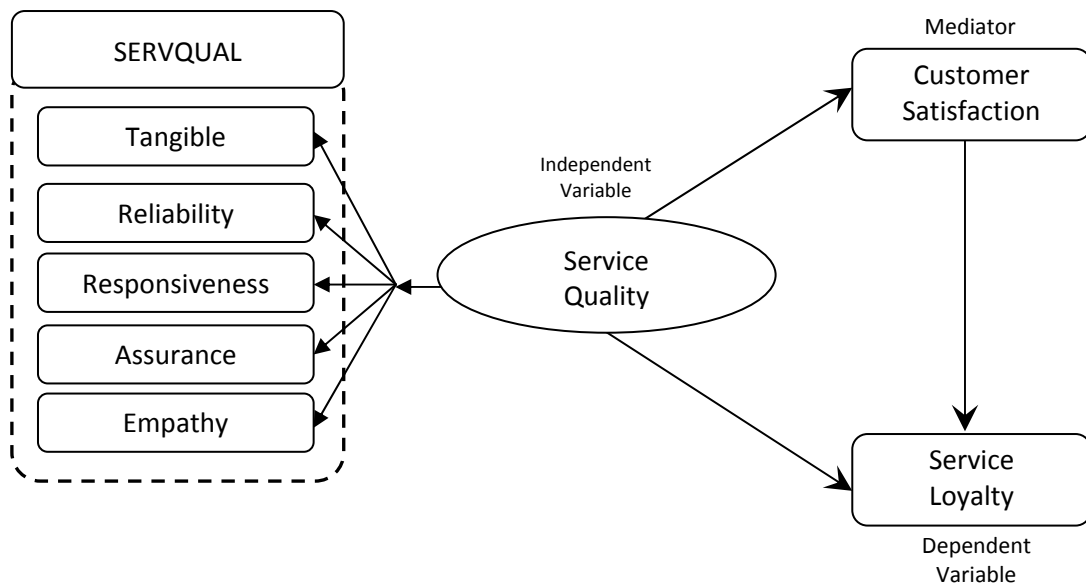 SERVQUAL
Tangible
Reliability
Responsiveness
Assurance
Empathy
Independent
Variable
Service
Quality
Mediator
Customer
Satisfaction
Service
Loyalty
Dependent
Variable